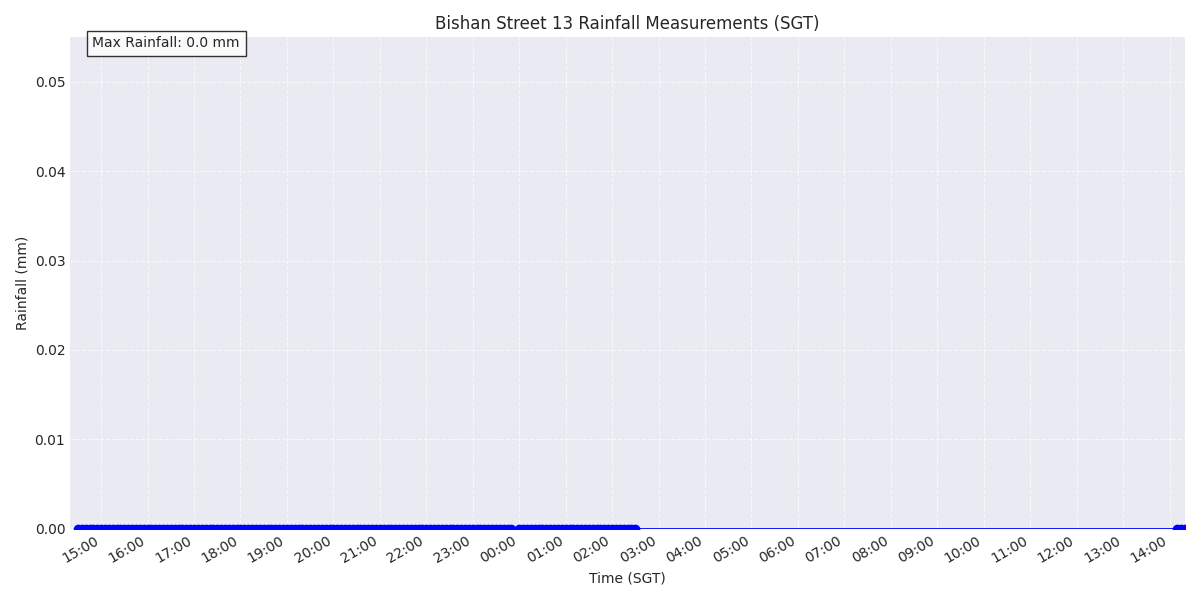 Bishan Street 13 Rainfall Measurements (SGT)
Max Rainfall: 0.0 mm
0.05
0.04
0.03
0.02
0.01
0.00
Rainfall (mm)
15:00 16:00 17:00 18:00 19:00 20:00 21:00 22:00 23:00 00:00 01:00 02:00 03:00 04:00 05:00 06:00 07:00 08:00 09:00 10:00 11:00 12:00 13:00 14:00
Time (SGT)